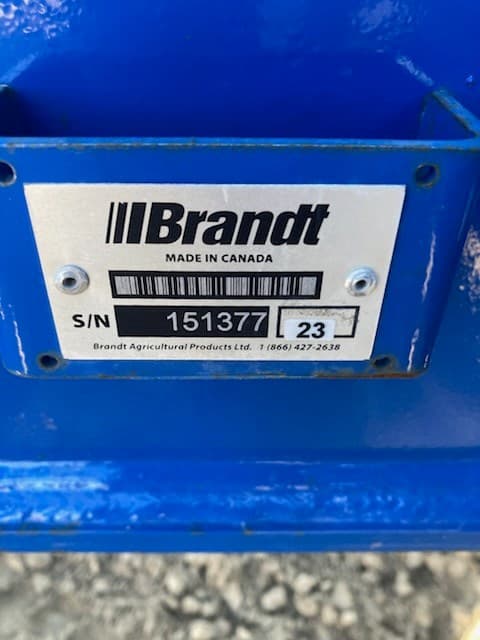 Brandt
MADE IN CANADA
S/N 151377 23
Brandt Agricultural Products Ltd. 1 (866) 427-2638